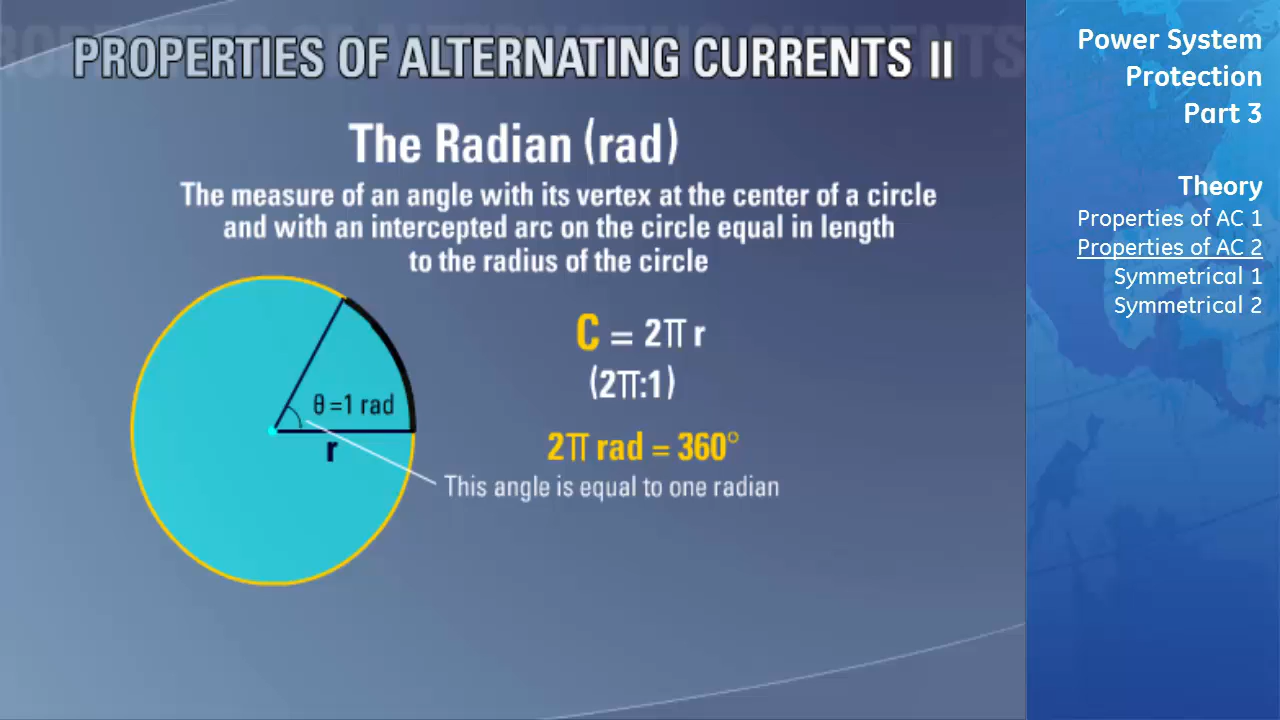 PROPERTIES OF ALTERNATING CURRENTS II
The Radian (rad)
The measure of an angle with its vertex at the center of a circle
and with an intercepted arc on the circle equal in length
to the radius of the circle
C = 2π r
(2π:1)
θ =1 rad
r
2π rad = 360°
This angle is equal to one radian
Power System
Protection
Part 3
Theory
Properties of AC 1
Properties of AC 2
Symmetrical 1
Symmetrical 2